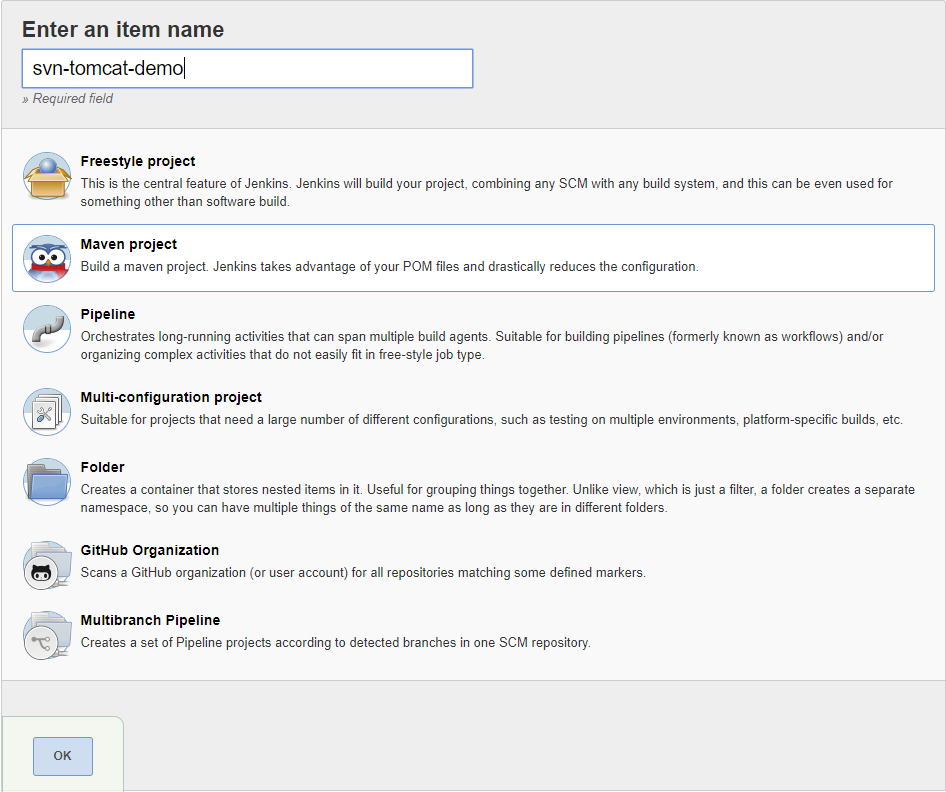 Enter an item name
svn-tomcat-demo
» Required field
Freestyle project
This is the central feature of Jenkins. Jenkins will build your project, combining any SCM with any build system, and this can be even used for
something other than software build.
Maven project
Build a maven project. Jenkins takes advantage of your POM files and drastically reduces the configuration.
Pipeline
Orchestrates long-running activities that can span multiple build agents. Suitable for building pipelines (formerly known as workflows) and/or
organizing complex activities that do not easily fit in free-style job type.
Multi-configuration project
Suitable for projects that need a large number of different configurations, such as testing on multiple environments, platform-specific builds, etc.
Folder
Creates a container that stores nested items in it. Useful for grouping things together. Unlike view, which is just a filter, a folder creates a separate
namespace, so you can have multiple things of the same name as long as they are in different folders.
GitHub Organization
Scans a GitHub organization (or user account) for all repositories matching some defined markers.
Multibranch Pipeline
Creates a set of Pipeline projects according to detected branches in one SCM repository.
OK